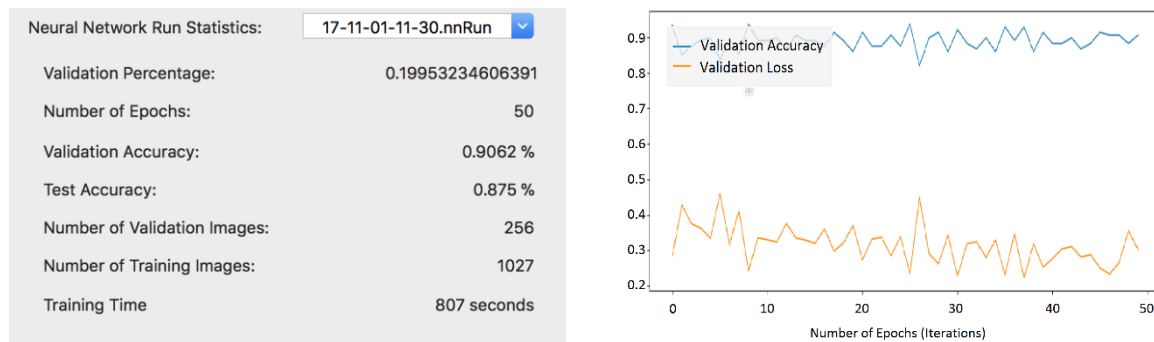 Neural Network Run Statistics: 17-11-01-11-30.nnRun
Validation Percentage: 0.19953234606391
Number of Epochs: 50
Validation Accuracy: 0.9062 %
Test Accuracy: 0.875 %
Number of Validation Images: 256
Number of Training Images: 1027
Training Time 807 seconds
Validation Accuracy
Validation Loss
0.9
0.8
0.7
0.6
0.5
0.4
0.3
0.2
0 10 20 30 40 50
Number of Epochs (Iterations)